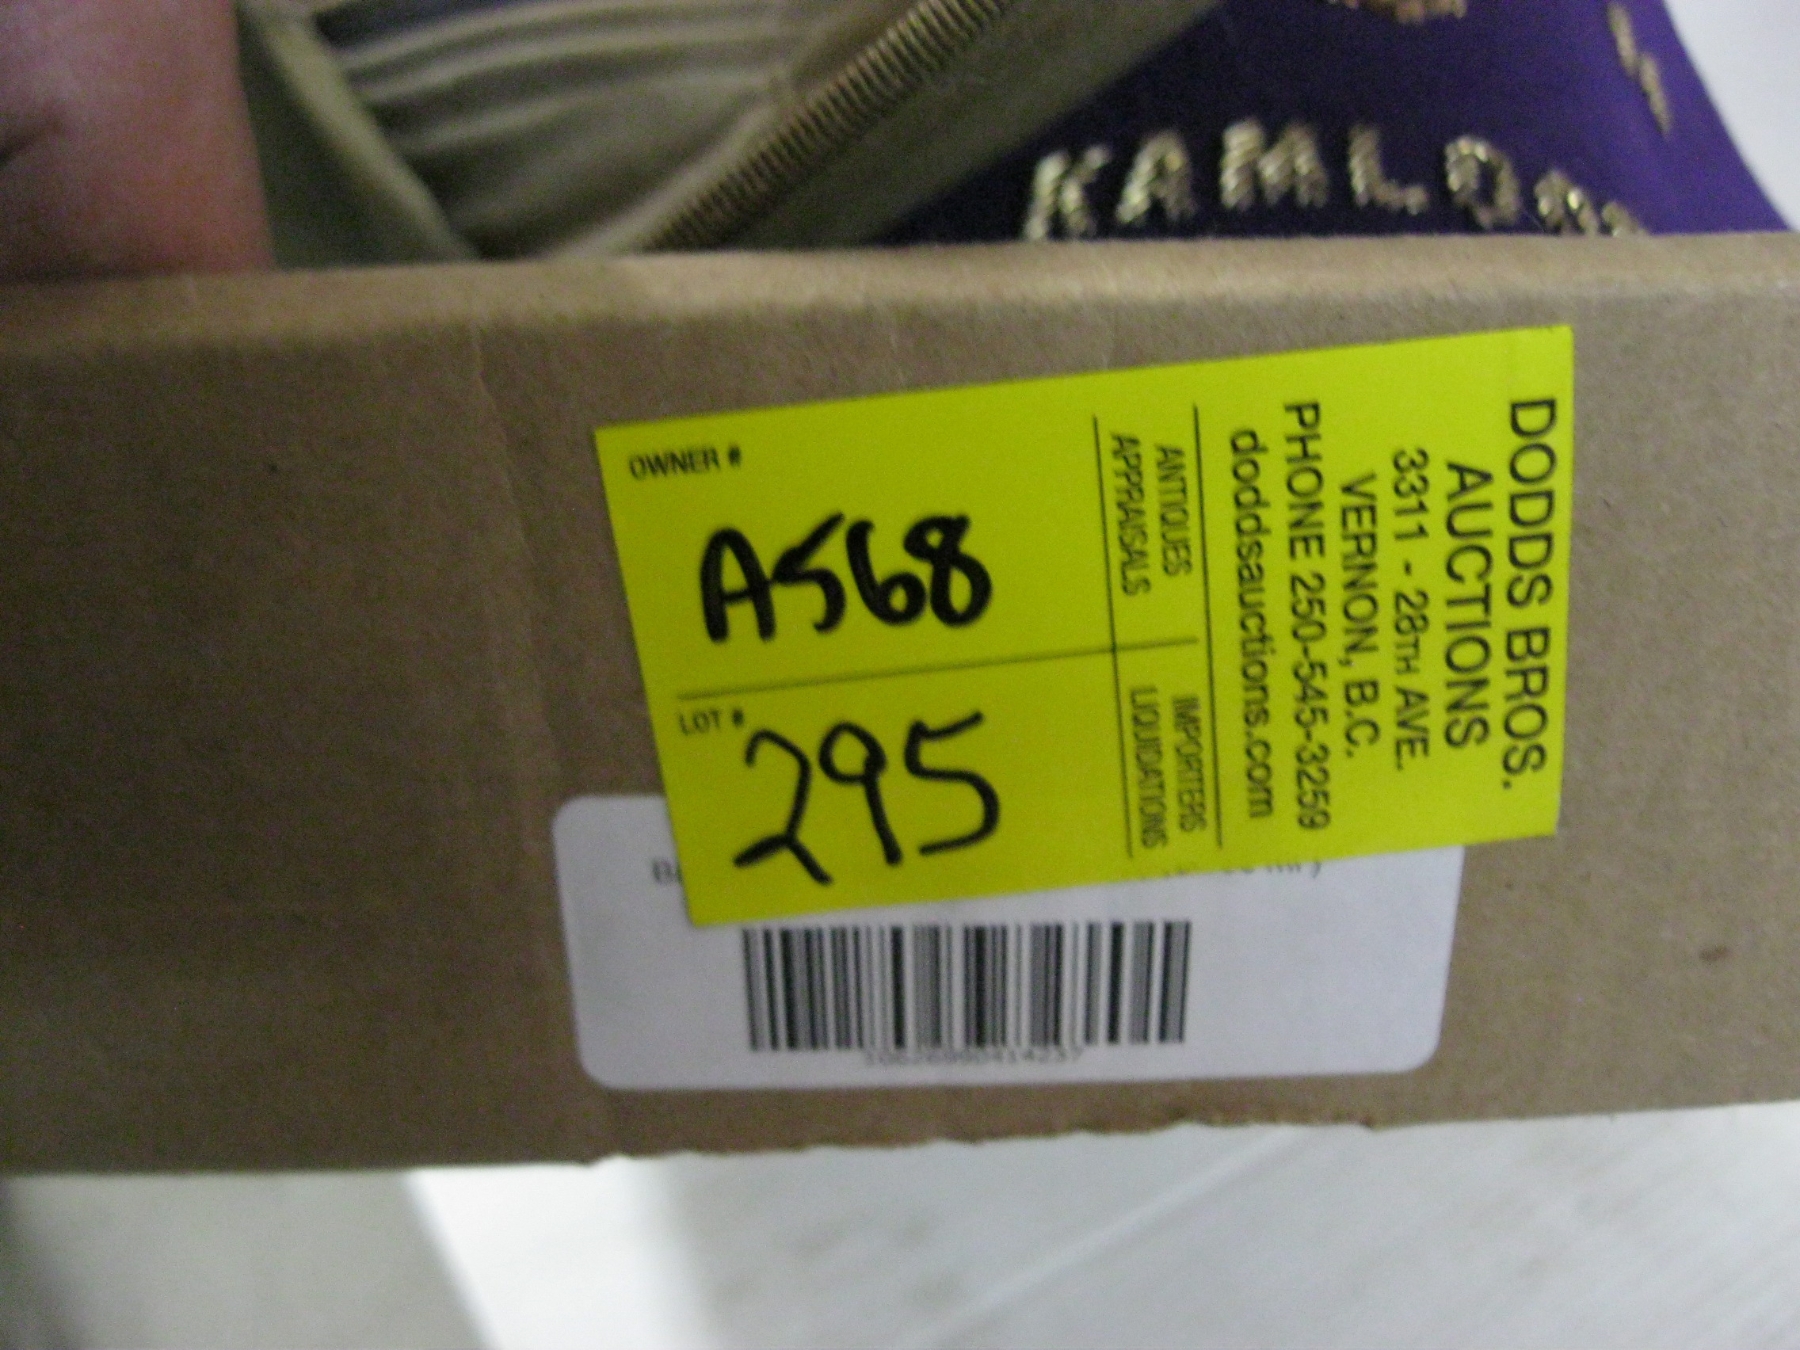 KAML
OWNER #
A568
LOT #
295
ANTIQUES
APPRAISALS
IMPORTERS
LIQUIDATIONS
DODDS BROS.
AUCTIONS
3311 - 28TH AVE.
VERNON, B.C.
PHONE 250-545-3259
doddsauctions.com